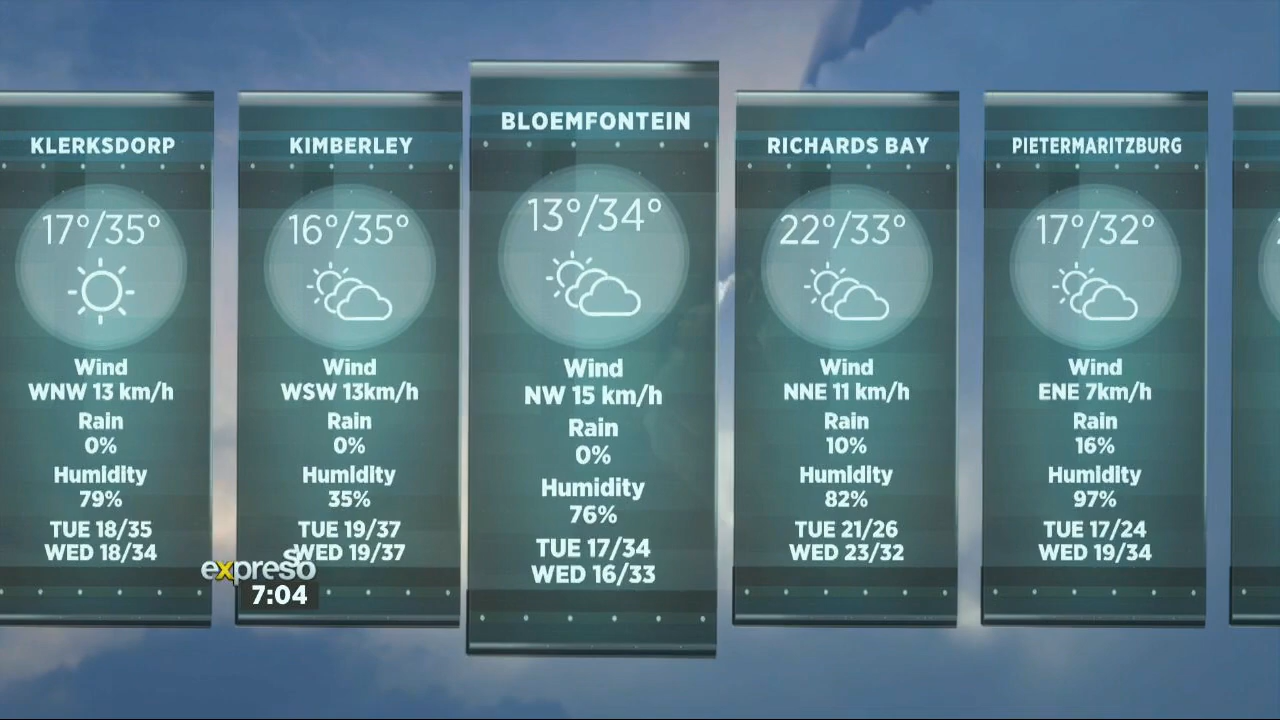 KLERKSDORP
17°/35°
Wind
WNW 13 km/h
Rain
0%
Humidity
79%
TUE 18/35
WED 18/34
KIMBERLEY
16°/35°
Wind
WSW 13km/h
Rain
0%
Humidity
35%
TUE 19/37
WED 19/37
BLOEMFONTEIN
13°/34°
Wind
NW 15 km/h
Rain
0%
Humidity
76%
TUE 17/34
WED 16/33
RICHARDS BAY
22°/33°
Wind
NNE 11 km/h
Rain
10%
Humidity
82%
TUE 21/26
WED 23/32
PIETERMARITZBURG
17°/32°
Wind
ENE 7km/h
Rain
16%
Humidity
97%
TUE 17/24
WED 19/34
expresso
7:04